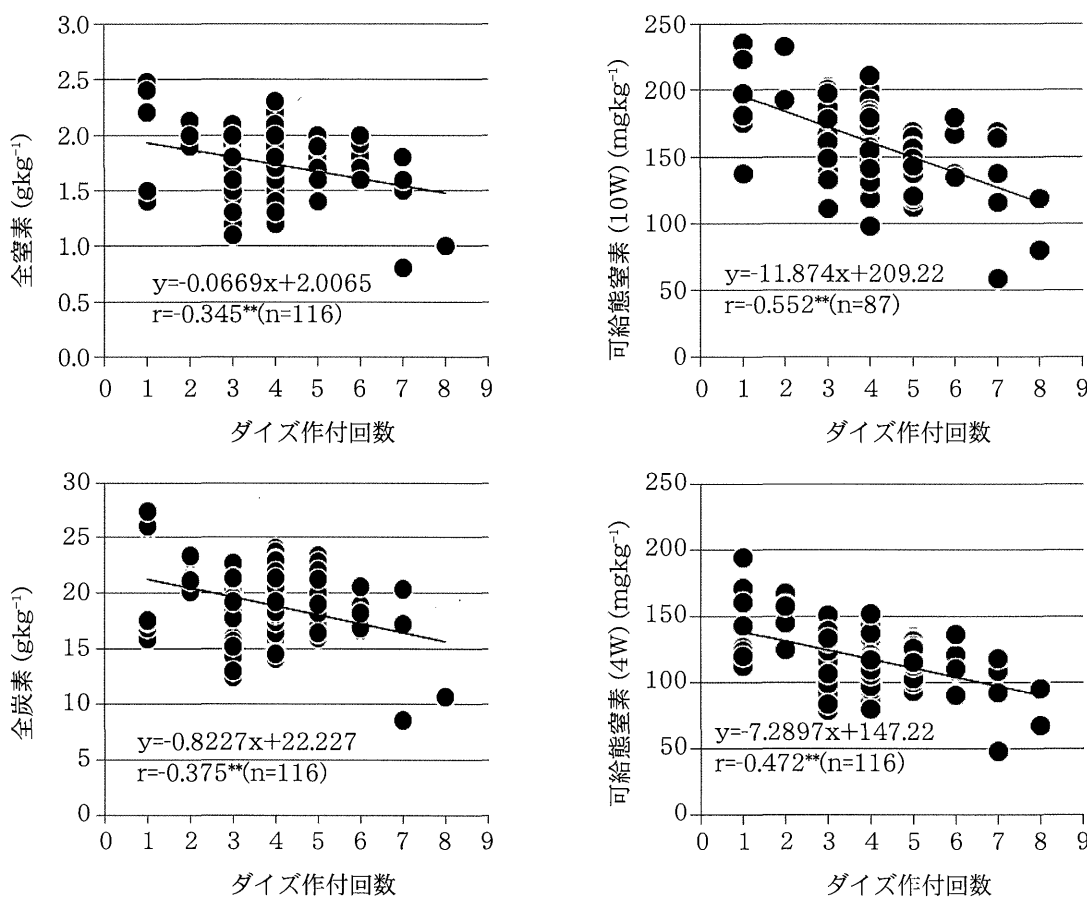 全窒素 (gkg⁻¹)
3.0
2.5
2.0
1.5
1.0
0.5
0.0
y=-0.0669x+2.0065
r=-0.345**(n=116)
0 1 2 3 4 5 6 7 8 9
ダイズ作付回数
可給態窒素 (10W) (mgkg⁻¹)
250
200
150
100
50
0
y=-11.874x+209.22
r=-0.552**(n=87)
0 1 2 3 4 5 6 7 8 9
ダイズ作付回数
全炭素 (gkg⁻¹)
30
25
20
15
10
5
0
y=-0.8227x+22.227
r=-0.375**(n=116)
0 1 2 3 4 5 6 7 8 9
ダイズ作付回数
可給態窒素 (4W) (mgkg⁻¹)
250
200
150
100
50
0
y=-7.2897x+147.22
r=-0.472**(n=116)
0 1 2 3 4 5 6 7 8 9
ダイズ作付回数